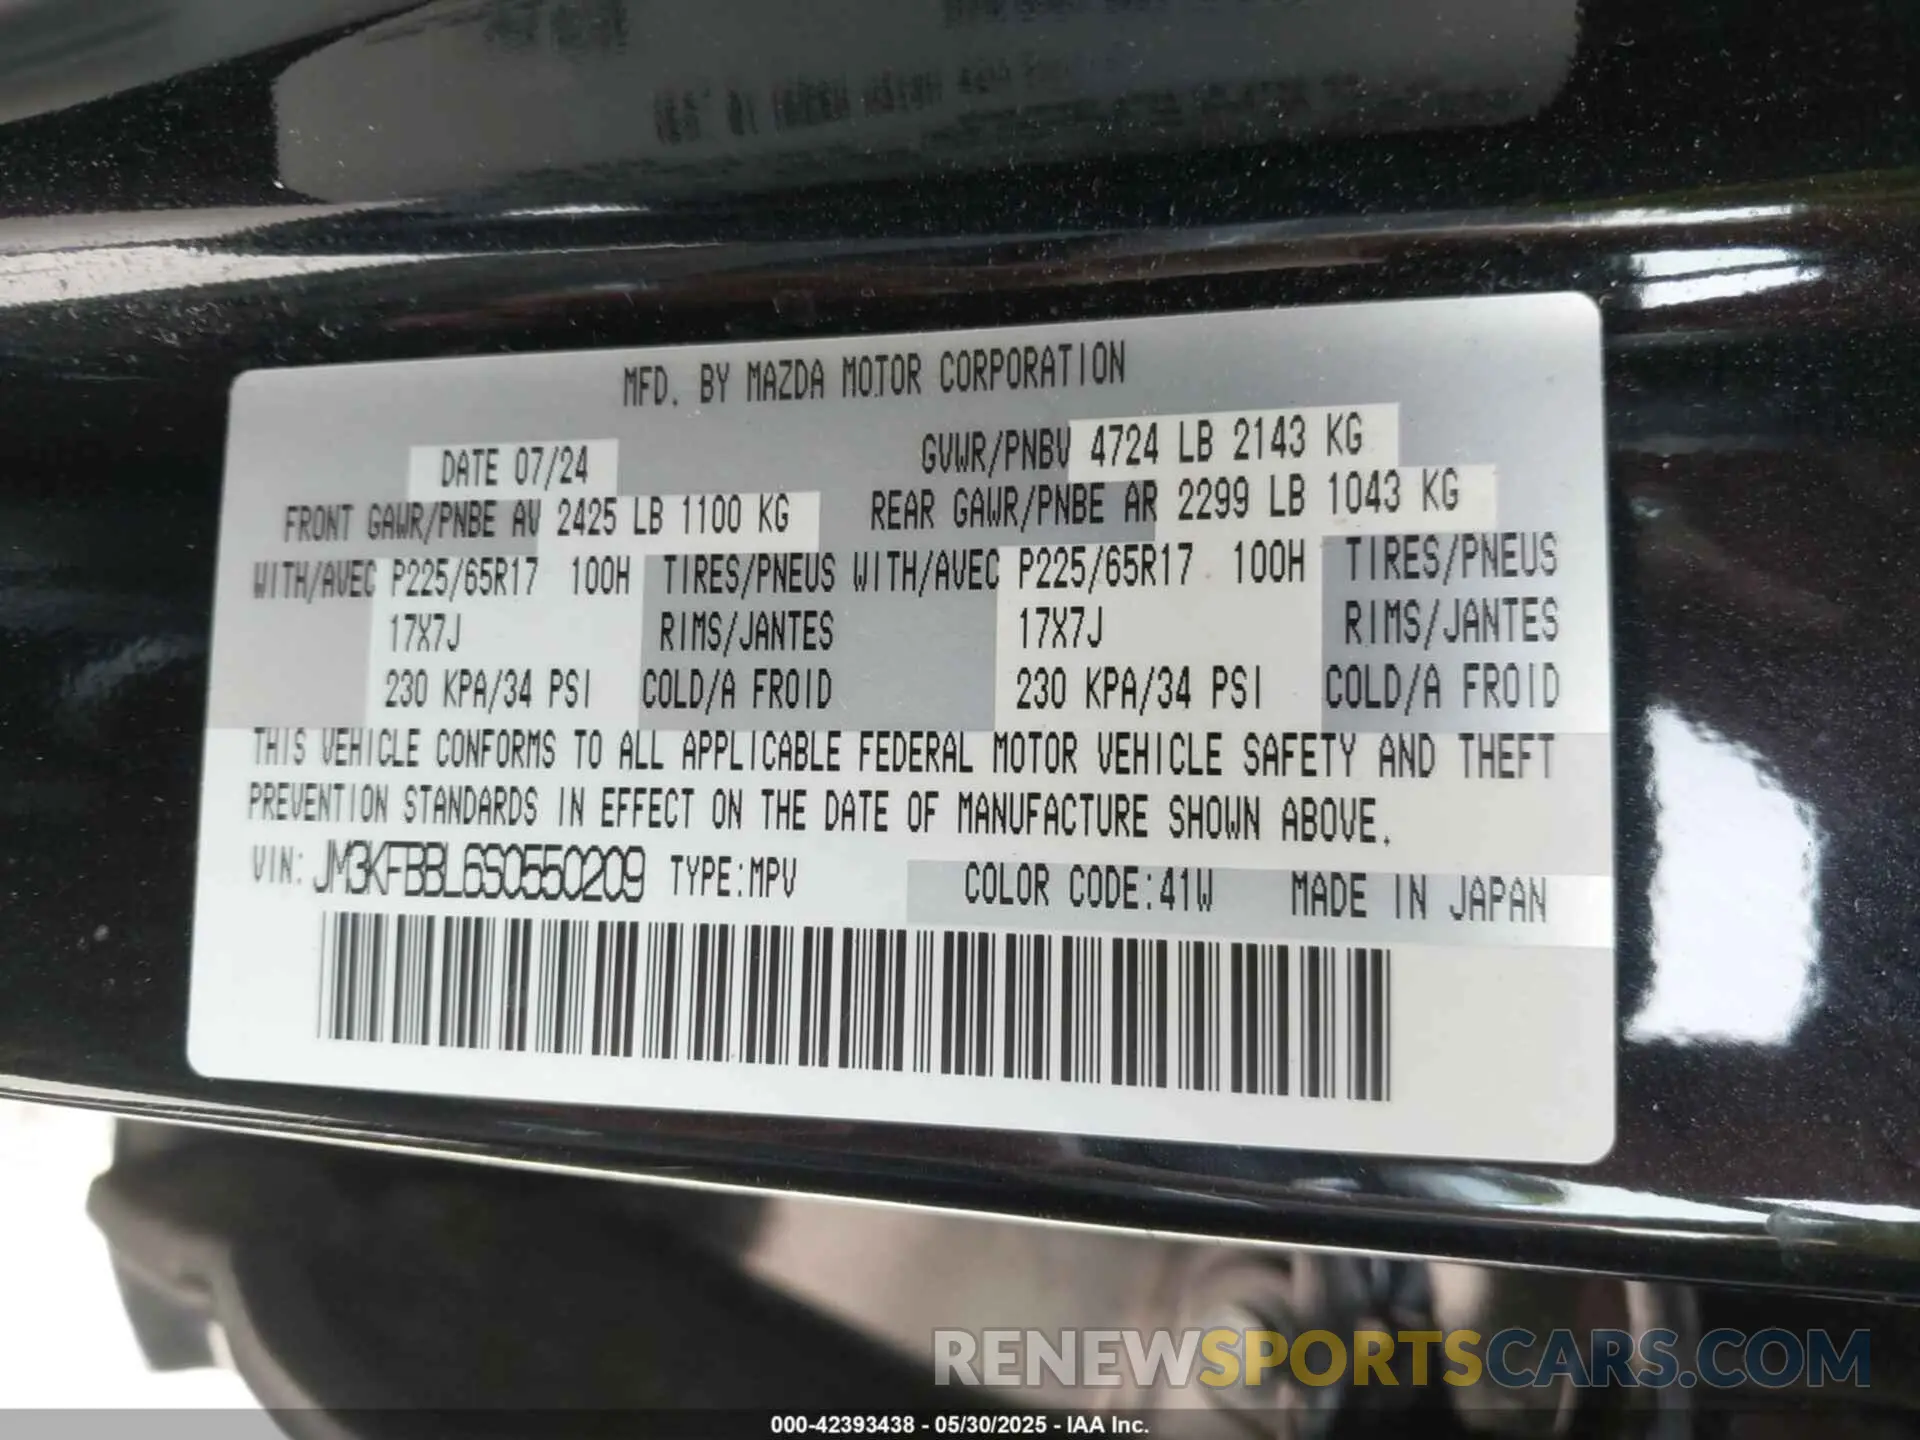 MFD. BY MAZDA MOTOR CORPORATION
DATE 07/24 GVWR/PNBV 4724 LB 2143 KG
FRONT GAWR/PNBE AV 2425 LB 1100 KG REAR GAWR/PNBE AR 2299 LB 1043 KG
WITH/AVEC P225/65R17 100H TIRES/PNEUS WITH/AVEC P225/65R17 100H TIRES/PNEUS
17X7J RIMS/JANTES 17X7J RIMS/JANTES
230 KPA/34 PSI COLD/A FROID 230 KPA/34 PSI COLD/A FROID
THIS VEHICLE CONFORMS TO ALL APPLICABLE FEDERAL MOTOR VEHICLE SAFETY AND THEFT
PREVENTION STANDARDS IN EFFECT ON THE DATE OF MANUFACTURE SHOWN ABOVE.
VIN: JM3KFBBL6S0550209 TYPE:MPV COLOR CODE:41W MADE IN JAPAN
RENEWSPORTSCARS.COM
000-42393438 - 05/30/2025 - IAA Inc.